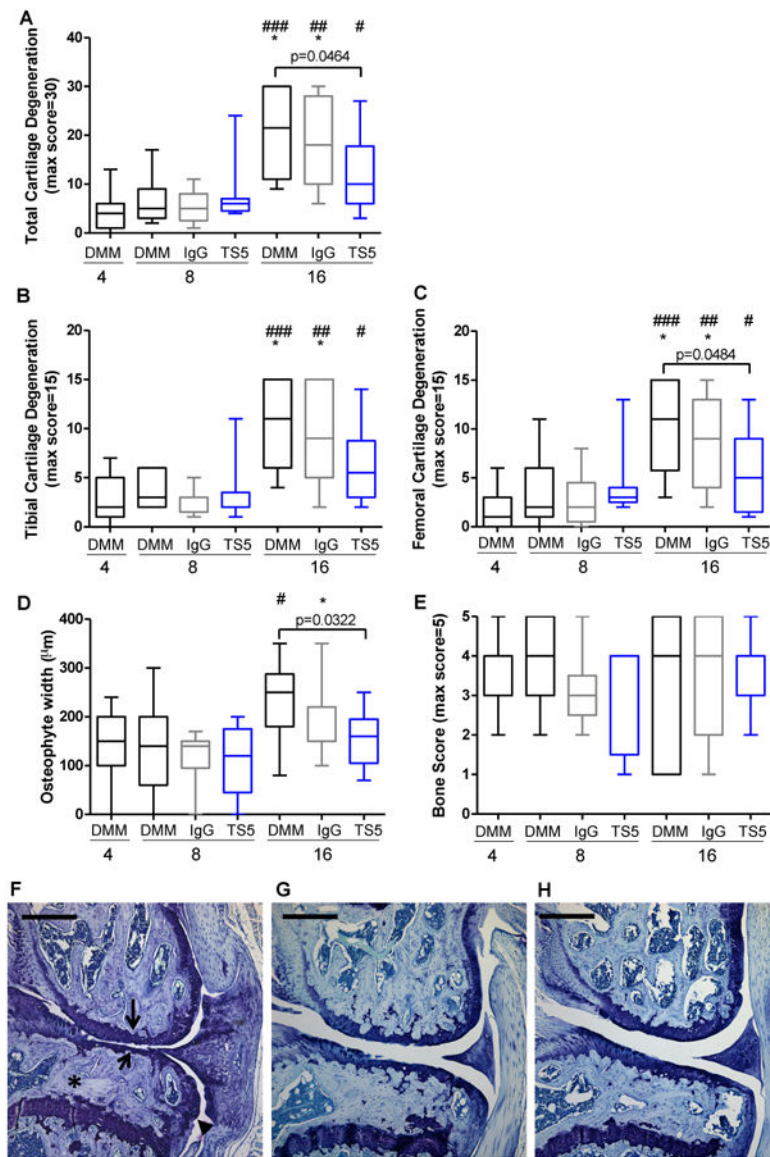 A
### ## #
* *
p=0.0464
Total Cartilage Degeneration
(max score=30)
40
30
20
10
0
DMM DMM IgG TS5 DMM IgG TS5
4 8 16
B
### ## #
* *
Tibial Cartilage Degeneration
(max score=15)
20
15
10
5
0
DMM DMM IgG TS5 DMM IgG TS5
4 8 16
C
### ## #
* *
p=0.0484
Femoral Cartilage Degeneration
(max score=15)
20
15
10
5
0
DMM DMM IgG TS5 DMM IgG TS5
4 8 16
D
# *
p=0.0322
Osteophyte width (µm)
400
300
200
100
0
DMM DMM IgG TS5 DMM IgG TS5
4 8 16
E
Bone Score (max score=5)
5
4
3
2
1
0
DMM DMM IgG TS5 DMM IgG TS5
4 8 16
F G H
*